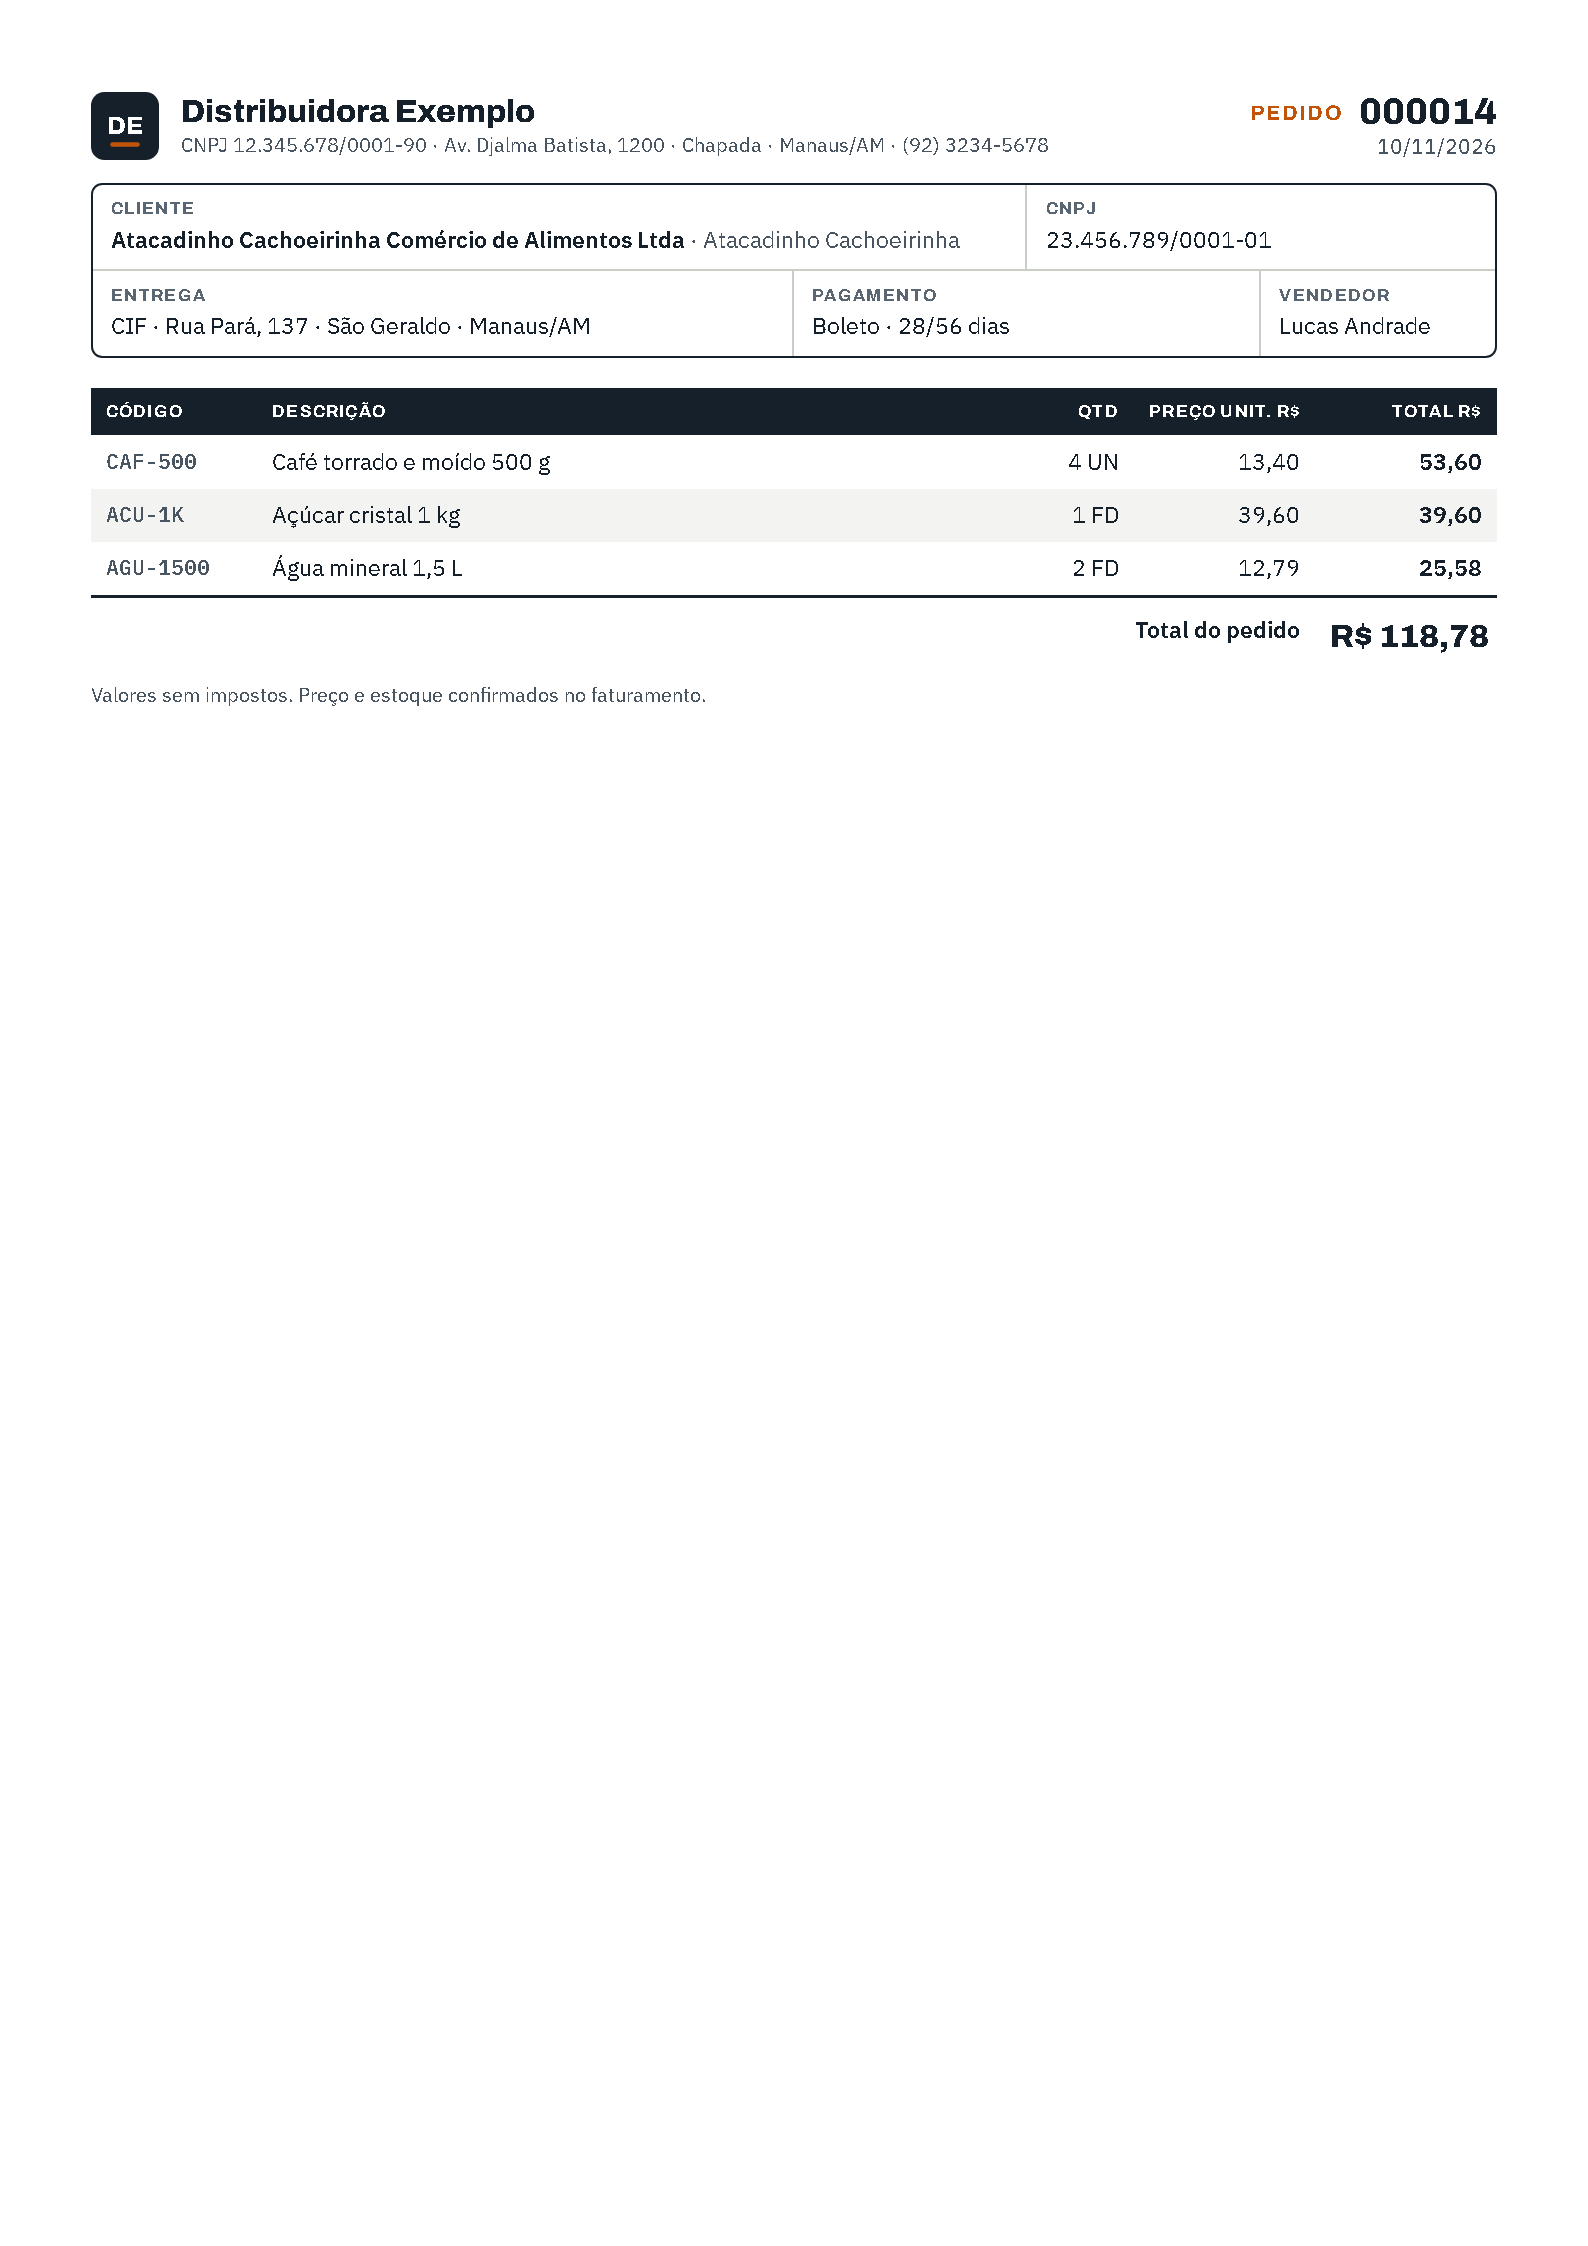 DE
Distribuidora Exemplo
CNPJ 12.345.678/0001-90 · Av. Djalma Batista, 1200 · Chapada · Manaus/AM · (92) 3234-5678
PEDIDO 000014
10/11/2026
CLIENTE
Atacadinho Cachoeirinha Comércio de Alimentos Ltda · Atacadinho Cachoeirinha
CNPJ
23.456.789/0001-01
ENTREGA
CIF · Rua Pará, 137 · São Geraldo · Manaus/AM
PAGAMENTO
Boleto · 28/56 dias
VENDEDOR
Lucas Andrade
CÓDIGO DESCRIÇÃO QTD PREÇO UNIT. R$ TOTAL R$
CAF-500 Café torrado e moído 500 g 4 UN 13,40 53,60
ACU-1K Açúcar cristal 1 kg 1 FD 39,60 39,60
AGU-1500 Água mineral 1,5 L 2 FD 12,79 25,58
Total do pedido R$ 118,78
Valores sem impostos. Preço e estoque confirmados no faturamento.